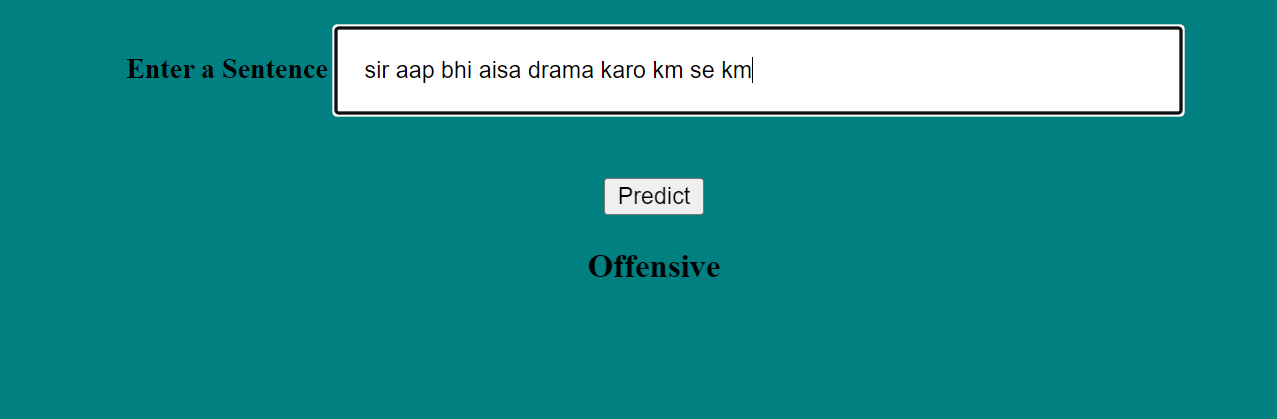 Enter a Sentence sir aap bhi aisa drama karo km se km
Predict
Offensive